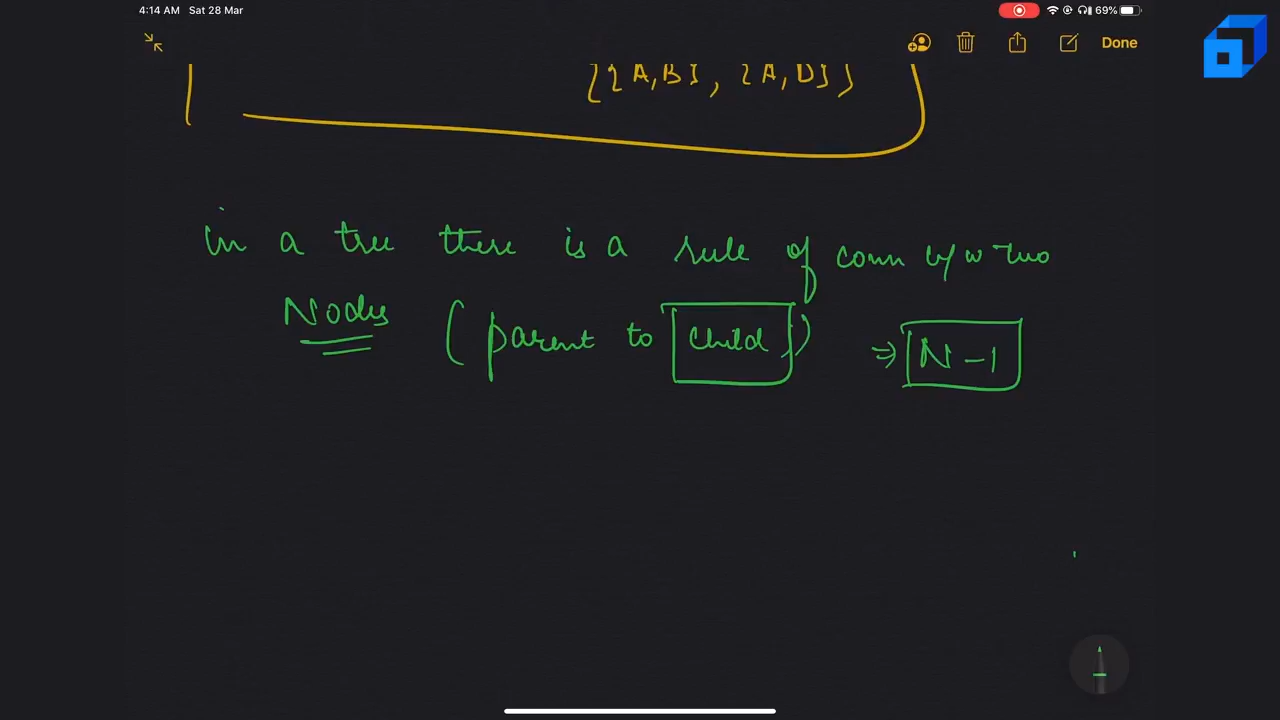 4:14 AM Sat 28 Mar
69%
Done
{{A,B}, {A,D}}
in a tree there is a rule of conn b/w two
Nodes (parent to child) ⇒ N-1